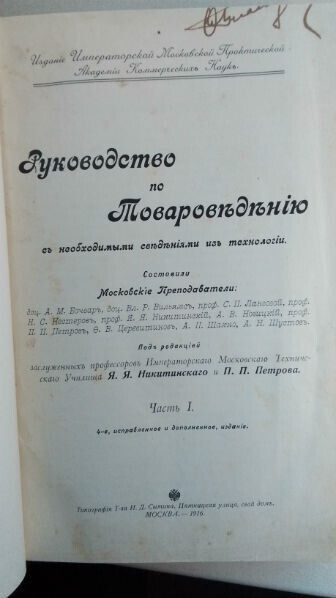 Изданіе Императорской Московской Практической
Академіи Коммерческихъ Наукъ.
Руководство
по
Товаровѣдѣнію
съ необходимыми свѣдѣніями изъ технологіи.
Составили
Московскіе Преподаватели:
доц. А. М. Бочваръ, доц. Вл. Р. Вильямсъ, проф. С. П. Ланговой, проф.
Н. С. Нестеровъ, проф. Я. Я. Никитинскій, А. В. Новицкій, проф.
П. П. Петровъ, Ѳ. В. Церевитиновъ, А. П. Шахно, А. Н. Шустовъ.
Подъ редакціей
заслуженныхъ профессоровъ Императорскаго Московскаго Техниче-
скаго Училища Я. Я. Никитинскаго и П. П. Петрова.
Часть I.
4-е, исправленное и дополненное, изданіе.
Типографія Т-ва И. Д. Сытина. Пятницкая улица, свой домъ.
МОСКВА. — 1916.